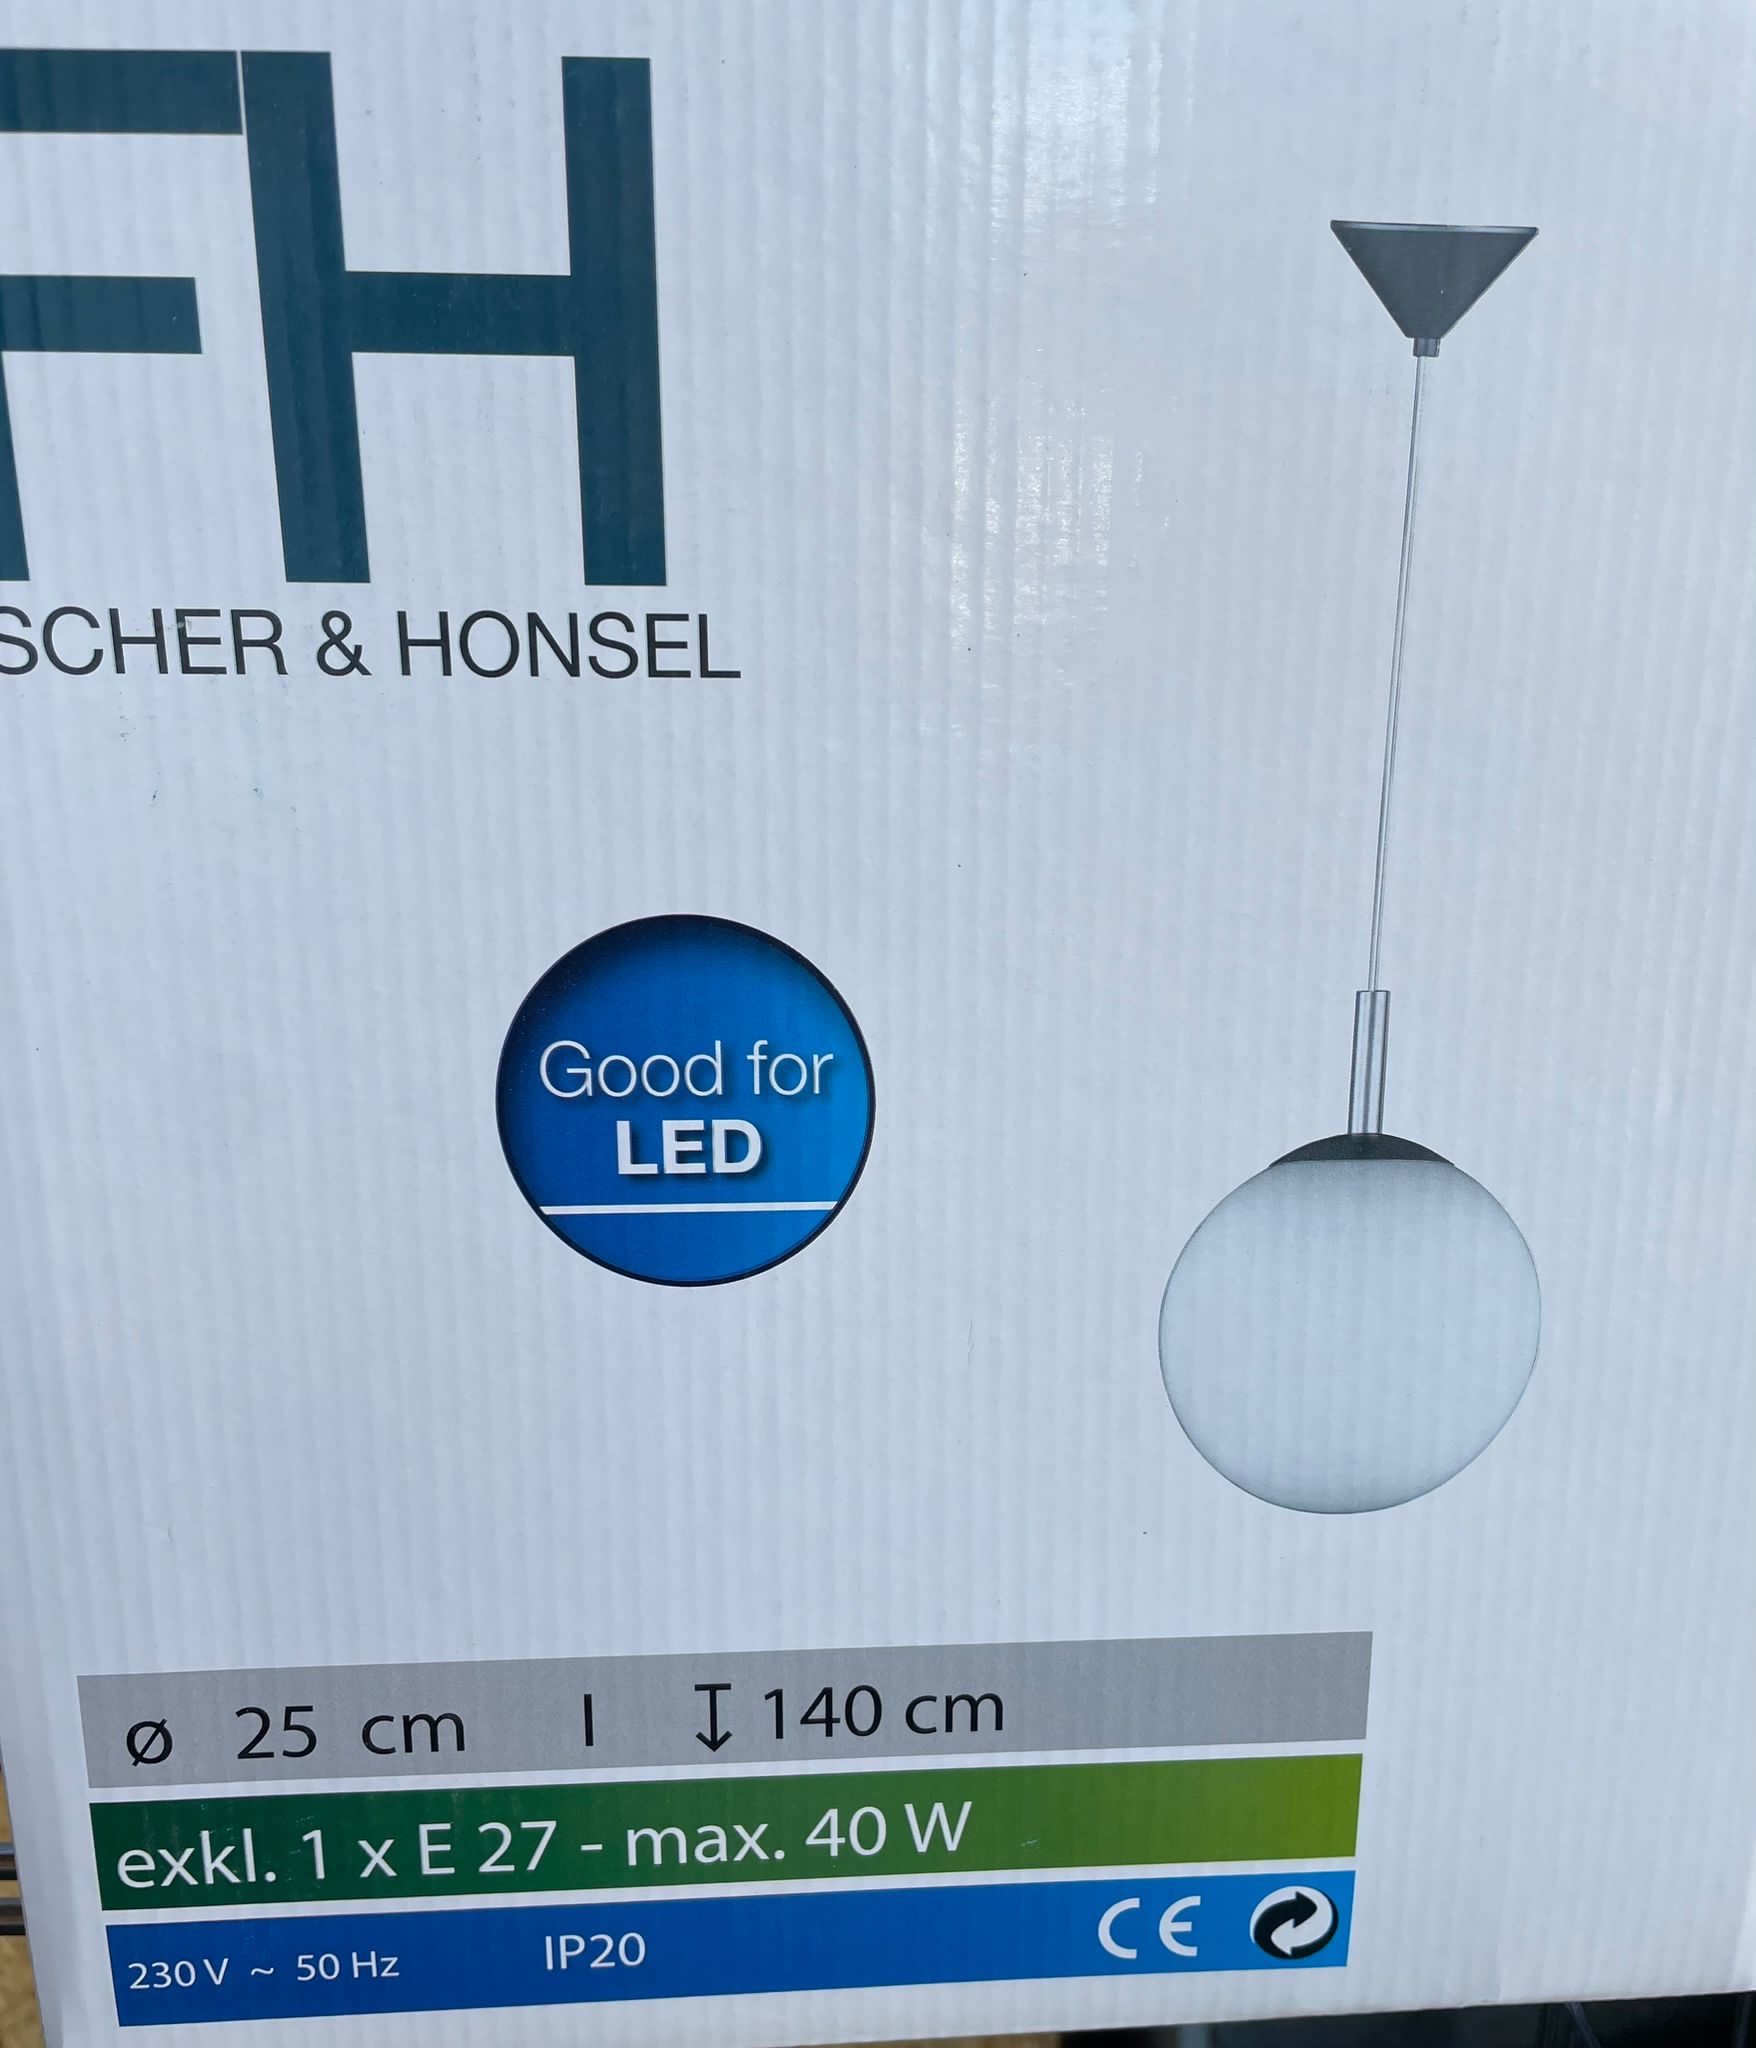 FH
SCHER & HONSEL
Good for
LED
ø 25 cm I ↧ 140 cm
exkl. 1 x E 27 - max. 40 W
230 V ~ 50 Hz IP20 CE